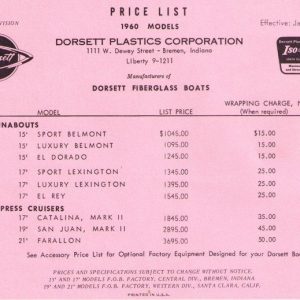 PRICE LIST
DIVISION
1960 MODELS
Effective: Ja
DORSETT PLASTICS CORPORATION
1111 W. Dewey Street - Bremen, Indiana
LIberty 9-1211
Manufacturers of
DORSETT FIBERGLASS BOATS
WRAPPING CHARGE, N
MODEL LIST PRICE (When required)
NABOUTS
15' SPORT BELMONT $1045.00 $15.00
15' LUXURY BELMONT 1095.00 15.00
15' EL DORADO 1245.00 15.00
17' SPORT LEXINGTON 1345.00 25.00
17' LUXURY LEXINGTON 1395.00 25.00
17' EL REY 1545.00 25.00
PRESS CRUISERS
17' CATALINA, MARK II 1845.00 35.00
19' SAN JUAN, MARK II 2895.00 45.00
21' FARALLON 3695.00 50.00
See Accessory Price List for Optional Factory Equipment Designed for your Dorsett Boa
PRICES AND SPECIFICATIONS SUBJECT TO CHANGE WITHOUT NOTICE.
15' AND 17' MODELS F.O.B. FACTORY, CENTRAL DIV., BREMEN, INDIANA
19' AND 21' MODELS F.O.B. FACTORY, WESTERN DIV., SANTA CLARA, CALIF.
PRINTED IN U.S.A.